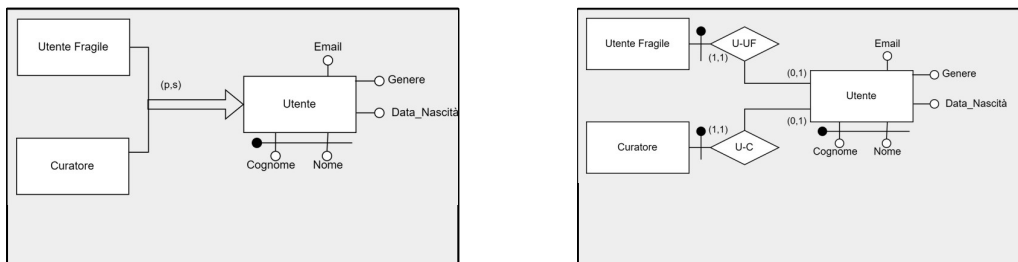 Utente Fragile
Email
Genere
(p,s)
Utente
Data_Nascità
Curatore
Cognome
Nome
Utente Fragile
U-UF
(1,1)
Email
(0,1)
Genere
Utente
Data_Nascità
(0,1)
Curatore
(1,1)
U-C
Cognome
Nome